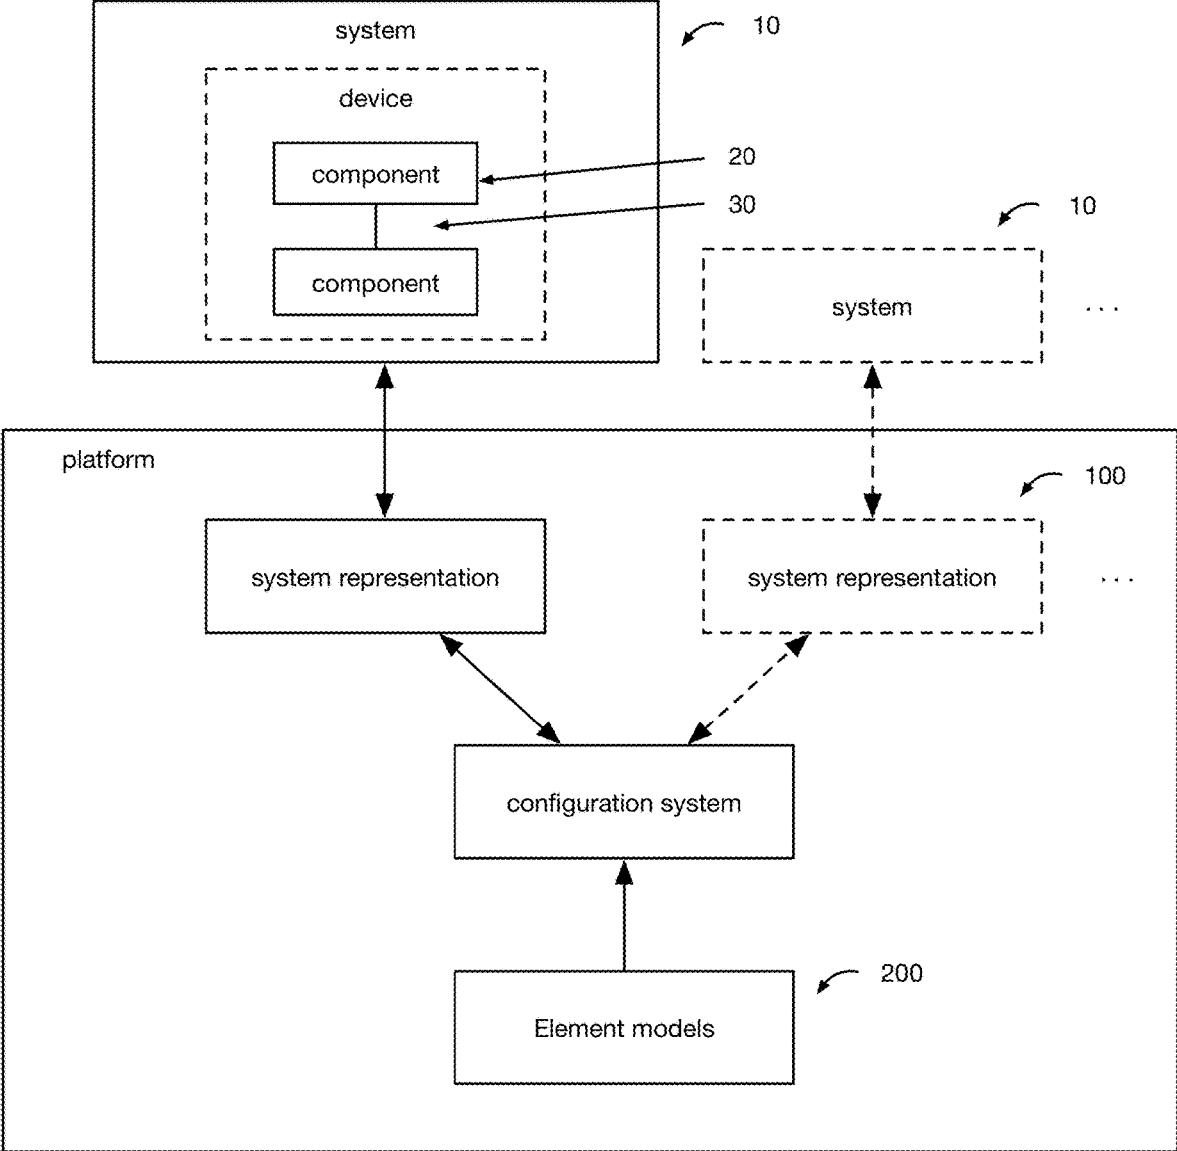 system
10
device
component
20
30
component
10
system
...
platform
100
system representation
system representation
...
configuration system
200
Element models